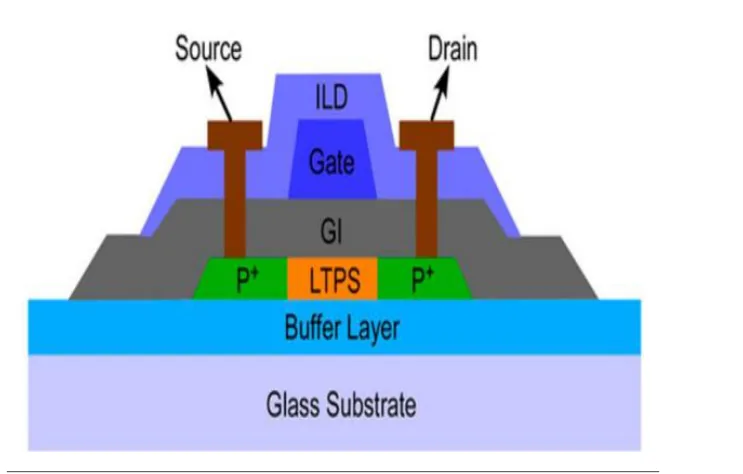 Source
Drain
ILD
Gate
GI
P+
LTPS
P+
Buffer Layer
Glass Substrate